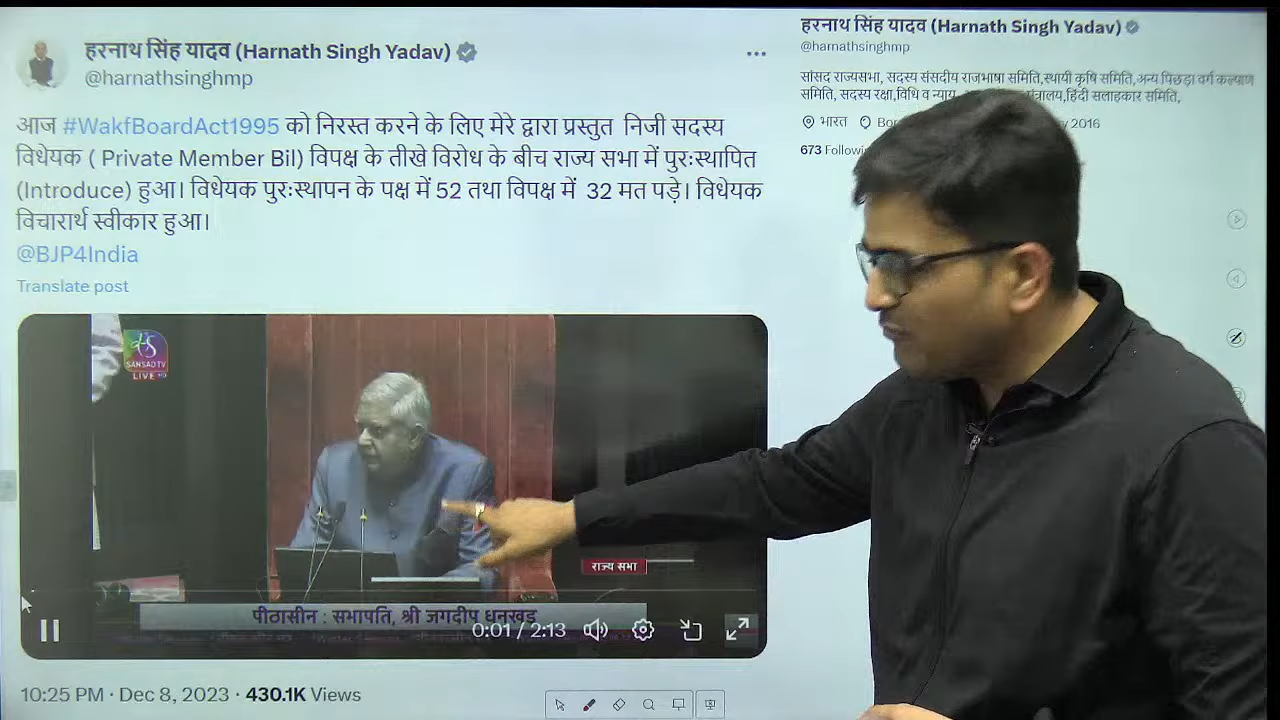 हरनाथ सिंह यादव (Harnath Singh Yadav)
@harnathsinghmp
आज #WakfBoardAct1995 को निरस्त करने के लिए मेरे द्वारा प्रस्तुत निजी सदस्य
विधेयक ( Private Member Bil) विपक्ष के तीखे विरोध के बीच राज्य सभा में पुरःस्थापित
(Introduce) हुआ। विधेयक पुरःस्थापन के पक्ष में 52 तथा विपक्ष में 32 मत पड़े। विधेयक
विचारार्थ स्वीकार हुआ।
@BJP4India
Translate post
SANSAD TV
LIVE
राज्य सभा
पीठासीन : सभापति, श्री जगदीप धनखड़
0:01 / 2:13
10:25 PM · Dec 8, 2023 · 430.1K Views
हरनाथ सिंह यादव (Harnath Singh Yadav)
@harnathsinghmp
सांसद राज्यसभा, सदस्य संसदीय राजभाषा समिति,स्थायी कृषि समिति,अन्य पिछड़ा वर्ग कल्याण
समिति, सदस्य रक्षा,विधि व न्याय, मंत्रालय,हिंदी सलाहकार समिति,
भारत 2016
673